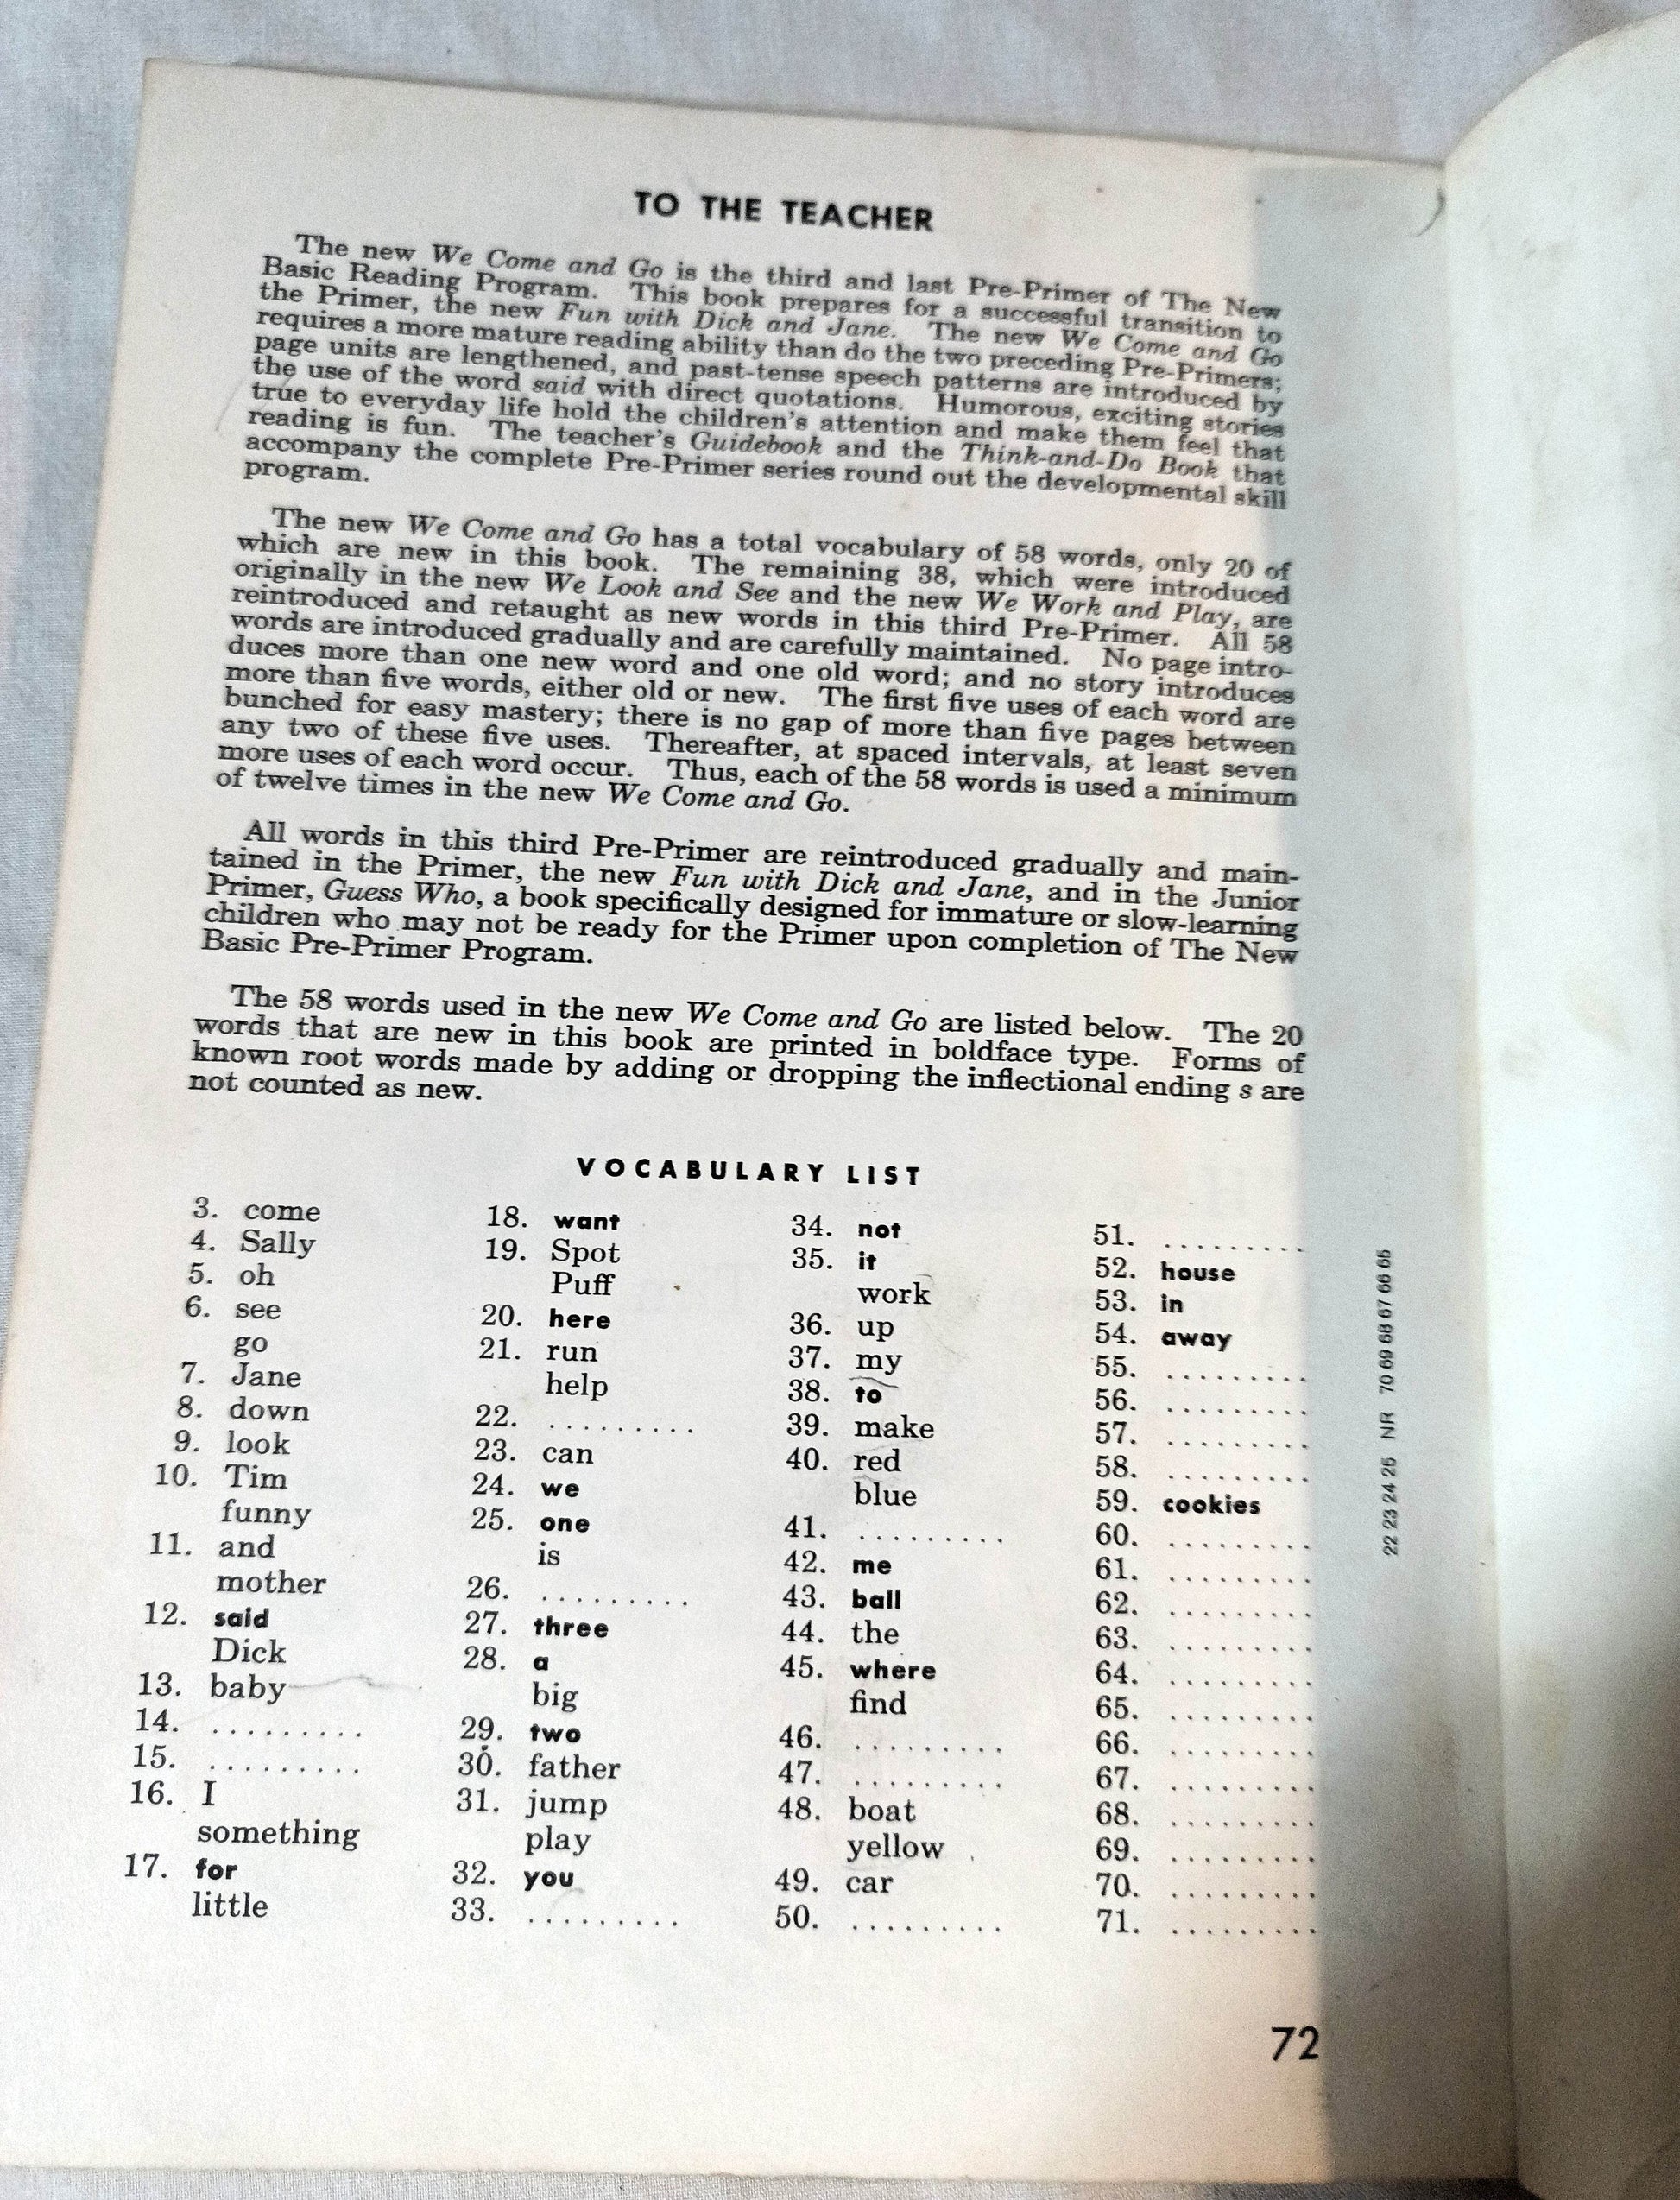 TO THE TEACHER
The new We Come and Go is the third and last Pre-Primer of The New
Basic Reading Program. This book prepares for a successful transition to
the Primer, the new Fun with Dick and Jane. The new We Come and Go
requires a more mature reading ability than do the two preceding Pre-Primers;
page units are lengthened, and past-tense speech patterns are introduced by
the use of the word said with direct quotations. Humorous, exciting stories
true to everyday life hold the children's attention and make them feel that
reading is fun. The teacher's Guidebook and the Think-and-Do Book that
accompany the complete Pre-Primer series round out the developmental skill
program.
The new We Come and Go has a total vocabulary of 58 words, only 20 of
which are new in this book. The remaining 38, which were introduced
originally in the new We Look and See and the new We Work and Play, are
reintroduced and retaught as new words in this third Pre-Primer. All 58
words are introduced gradually and are carefully maintained. No page intro-
duces more than one new word and one old word; and no story introduces
more than five words, either old or new. The first five uses of each word are
bunched for easy mastery; there is no gap of more than five pages between
any two of these five uses. Thereafter, at spaced intervals, at least seven
more uses of each word occur. Thus, each of the 58 words is used a minimum
of twelve times in the new We Come and Go.
All words in this third Pre-Primer are reintroduced gradually and main-
tained in the Primer, the new Fun with Dick and Jane, and in the Junior
Primer, Guess Who, a book specifically designed for immature or slow-learning
children who may not be ready for the Primer upon completion of The New
Basic Pre-Primer Program.
The 58 words used in the new We Come and Go are listed below. The 20
words that are new in this book are printed in boldface type. Forms of
known root words made by adding or dropping the inflectional ending s are
not counted as new.
VOCABULARY LIST
3. come
4. Sally
5. oh
6. see
go
7. Jane
8. down
9. look
10. Tim
funny
11. and
mother
12. said
Dick
13. baby
14. .........
15. .........
16. I
something
17. for
little
18. want
19. Spot
Puff
20. here
21. run
help
22. .........
23. can
24. we
25. one
is
26. .........
27. three
28. a
big
29. two
30. father
31. jump
play
32. you
33. .........
34. not
35. it
work
36. up
37. my
38. to
39. make
40. red
blue
41. .........
42. me
43. ball
44. the
45. where
find
46. .........
47. .........
48. boat
yellow
49. car
50. .........
51. .........
52. house
53. in
54. away
55. .........
56. .........
57. .........
58. .........
59. cookies
60. .........
61. .........
62. .........
63. .........
64. .........
65. .........
66. .........
67. .........
68. .........
69. .........
70. .........
71. .........
22 23 24 25 NR 70 69 68 67 66 65
72